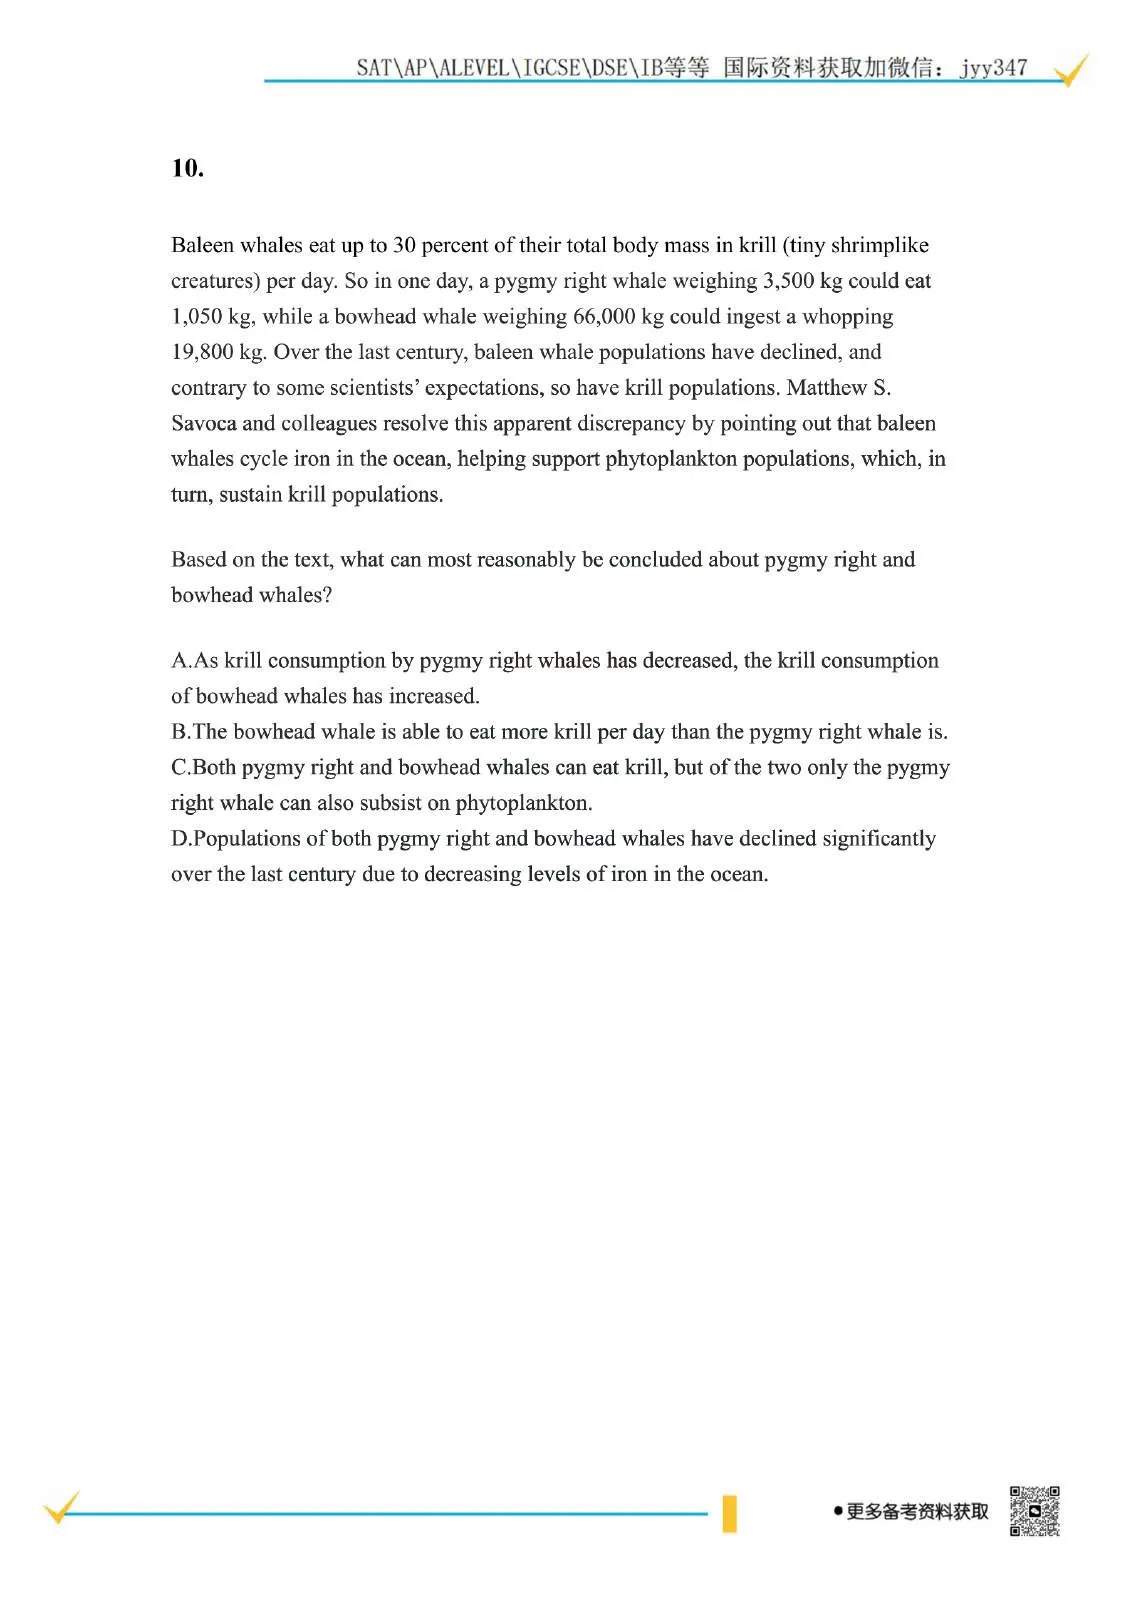 SAT\AP\ALEVEL\IGCSE\DSE\IB等等 国际资料获取加微信: jyy347
10.
Baleen whales eat up to 30 percent of their total body mass in krill (tiny shrimplike
creatures) per day. So in one day, a pygmy right whale weighing 3,500 kg could eat
1,050 kg, while a bowhead whale weighing 66,000 kg could ingest a whopping
19,800 kg. Over the last century, baleen whale populations have declined, and
contrary to some scientists' expectations, so have krill populations. Matthew S.
Savoca and colleagues resolve this apparent discrepancy by pointing out that baleen
whales cycle iron in the ocean, helping support phytoplankton populations, which, in
turn, sustain krill populations.
Based on the text, what can most reasonably be concluded about pygmy right and
bowhead whales?
A.As krill consumption by pygmy right whales has decreased, the krill consumption
of bowhead whales has increased.
B.The bowhead whale is able to eat more krill per day than the pygmy right whale is.
C.Both pygmy right and bowhead whales can eat krill, but of the two only the pygmy
right whale can also subsist on phytoplankton.
D.Populations of both pygmy right and bowhead whales have declined significantly
over the last century due to decreasing levels of iron in the ocean.
•更多备考资料获取